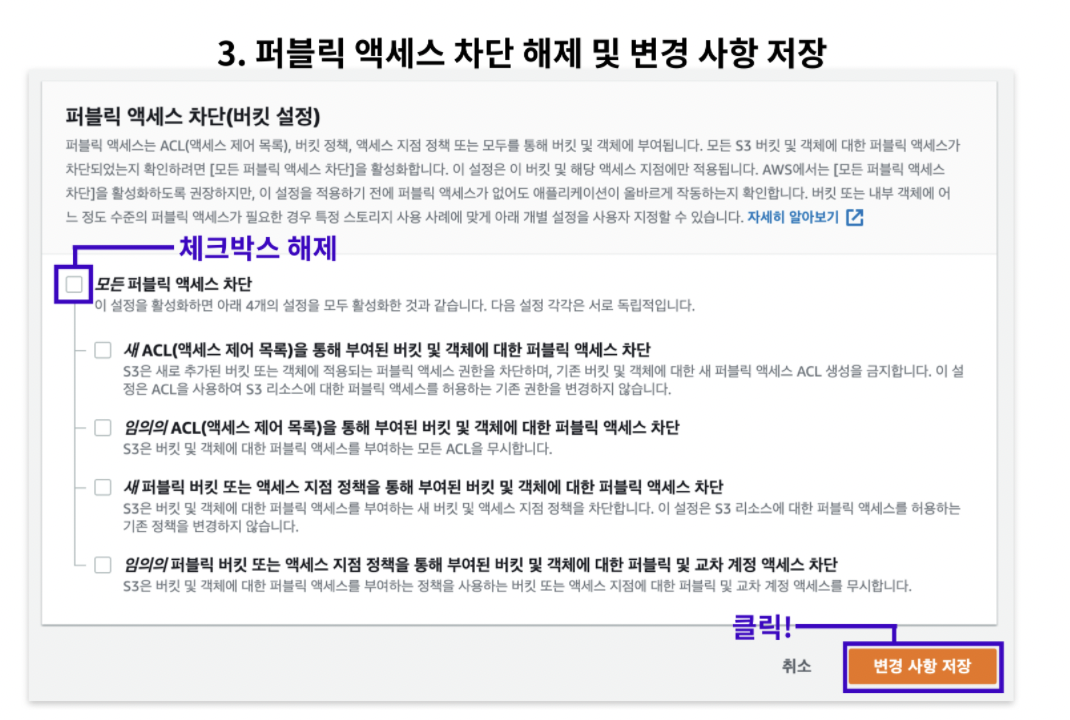 3. 퍼블릭 액세스 차단 해제 및 변경 사항 저장
퍼블릭 액세스 차단(버킷 설정)
퍼블릭 액세스는 ACL(액세스 제어 목록), 버킷 정책, 액세스 지점 정책 또는 모두를 통해 버킷 및 객체에 부여됩니다. 모든 S3 버킷 및 객체에 대한 퍼블릭 액세스가
차단되었는지 확인하려면 [모든 퍼블릭 액세스 차단]을 활성화합니다. 이 설정은 이 버킷 및 해당 액세스 지점에만 적용됩니다. AWS에서는 [모든 퍼블릭 액세스
차단]을 활성화하도록 권장하지만, 이 설정을 적용하기 전에 퍼블릭 액세스가 없어도 애플리케이션이 올바르게 작동하는지 확인합니다. 버킷 또는 내부 객체에 어
느 정도 수준의 퍼블릭 액세스가 필요한 경우 특정 스토리지 사용 사례에 맞게 아래 개별 설정을 사용자 지정할 수 있습니다. 자세히 알아보기
체크박스 해제
모든 퍼블릭 액세스 차단
이 설정을 활성화하면 아래 4개의 설정을 모두 활성화한 것과 같습니다. 다음 설정 각각은 서로 독립적입니다.
새 ACL(액세스 제어 목록)을 통해 부여된 버킷 및 객체에 대한 퍼블릭 액세스 차단
S3은 새로 추가된 버킷 또는 객체에 적용되는 퍼블릭 액세스 권한을 차단하며, 기존 버킷 및 객체에 대한 새 퍼블릭 액세스 ACL 생성을 금지합니다. 이 설
정은 ACL을 사용하여 S3 리소스에 대한 퍼블릭 액세스를 허용하는 기존 권한을 변경하지 않습니다.
임의의 ACL(액세스 제어 목록)을 통해 부여된 버킷 및 객체에 대한 퍼블릭 액세스 차단
S3은 버킷 및 객체에 대한 퍼블릭 액세스를 부여하는 모든 ACL을 무시합니다.
새 퍼블릭 버킷 또는 액세스 지점 정책을 통해 부여된 버킷 및 객체에 대한 퍼블릭 액세스 차단
S3은 버킷 및 객체에 대한 퍼블릭 액세스를 부여하는 새 버킷 및 액세스 지점 정책을 차단합니다. 이 설정은 S3 리소스에 대한 퍼블릭 액세스를 허용하는
기존 정책을 변경하지 않습니다.
임의의 퍼블릭 버킷 또는 액세스 지점 정책을 통해 부여된 버킷 및 객체에 대한 퍼블릭 및 교차 계정 액세스 차단
S3은 버킷 및 객체에 대한 퍼블릭 액세스를 부여하는 정책을 사용하는 버킷 또는 액세스 지점에 대한 퍼블릭 및 교차 계정 액세스를 무시합니다.
클릭!
취소
변경 사항 저장